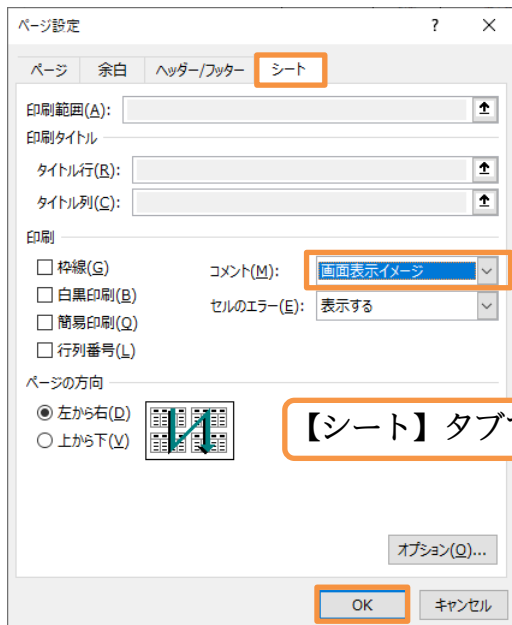 ページ設定 ? ×
ページ 余白 ヘッダー/フッター シート
印刷範囲(A):
印刷タイトル
タイトル行(R):
タイトル列(C):
印刷
枠線(G) コメント(M): 画面表示イメージ
白黒印刷(B) セルのエラー(E): 表示する
簡易印刷(Q)
行列番号(L)
ページの方向
左から右(D)
上から下(V)
【シート】タブ
オプション(O)...
OK キャンセル